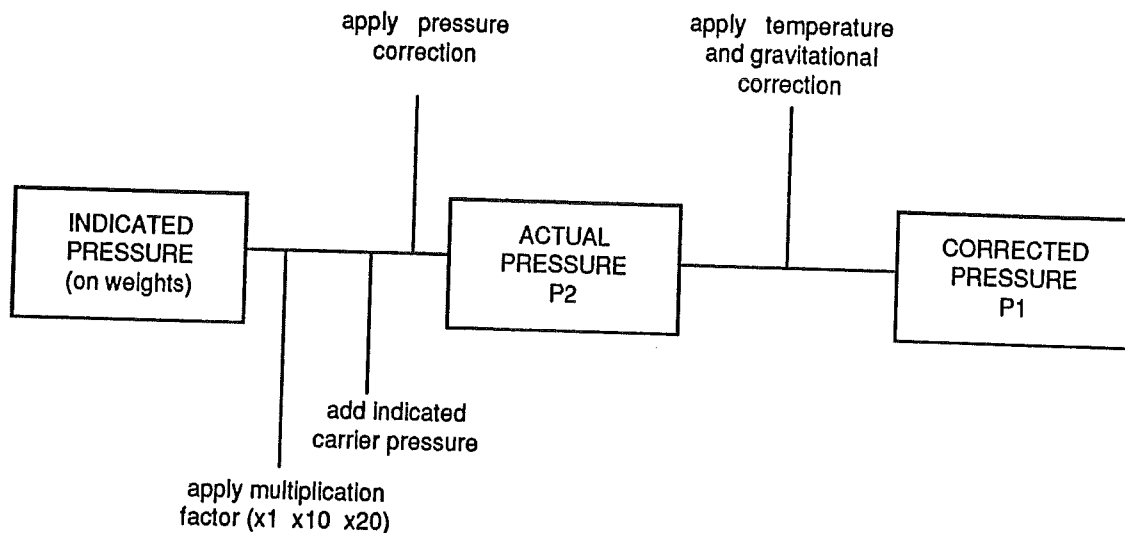 apply pressure
correction
apply temperature
and gravitational
correction
INDICATED
PRESSURE
(on weights)
ACTUAL
PRESSURE
P2
CORRECTED
PRESSURE
P1
add indicated
carrier pressure
apply multiplication
factor (x1 x10 x20)